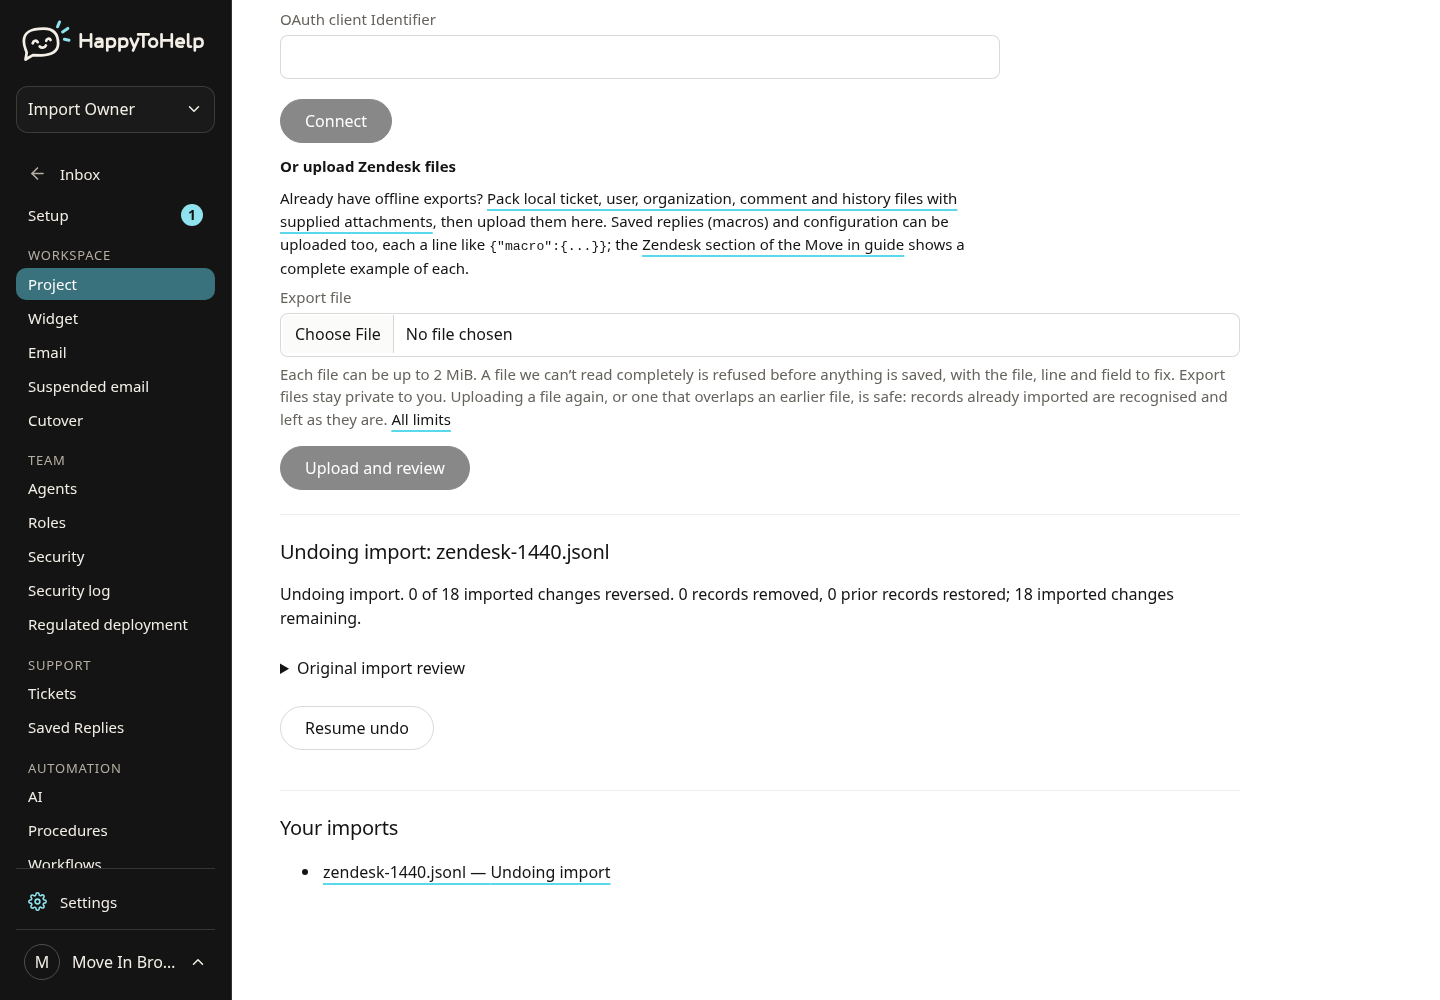 HappyToHelp
Import Owner
Inbox
Setup 1
WORKSPACE
Project
Widget
Email
Suspended email
Cutover
TEAM
Agents
Roles
Security
Security log
Regulated deployment
SUPPORT
Tickets
Saved Replies
AUTOMATION
AI
Procedures
Workflows
Settings
M Move In Bro...
OAuth client Identifier
Connect
Or upload Zendesk files
Already have offline exports? Pack local ticket, user, organization, comment and history files with
supplied attachments, then upload them here. Saved replies (macros) and configuration can be
uploaded too, each a line like {"macro":{...}}; the Zendesk section of the Move in guide shows a
complete example of each.
Export file
Choose File No file chosen
Each file can be up to 2 MiB. A file we can’t read completely is refused before anything is saved, with the file, line and field to fix. Export
files stay private to you. Uploading a file again, or one that overlaps an earlier file, is safe: records already imported are recognised and
left as they are. All limits
Upload and review
Undoing import: zendesk-1440.jsonl
Undoing import. 0 of 18 imported changes reversed. 0 records removed, 0 prior records restored; 18 imported changes
remaining.
Original import review
Resume undo
Your imports
zendesk-1440.jsonl — Undoing import